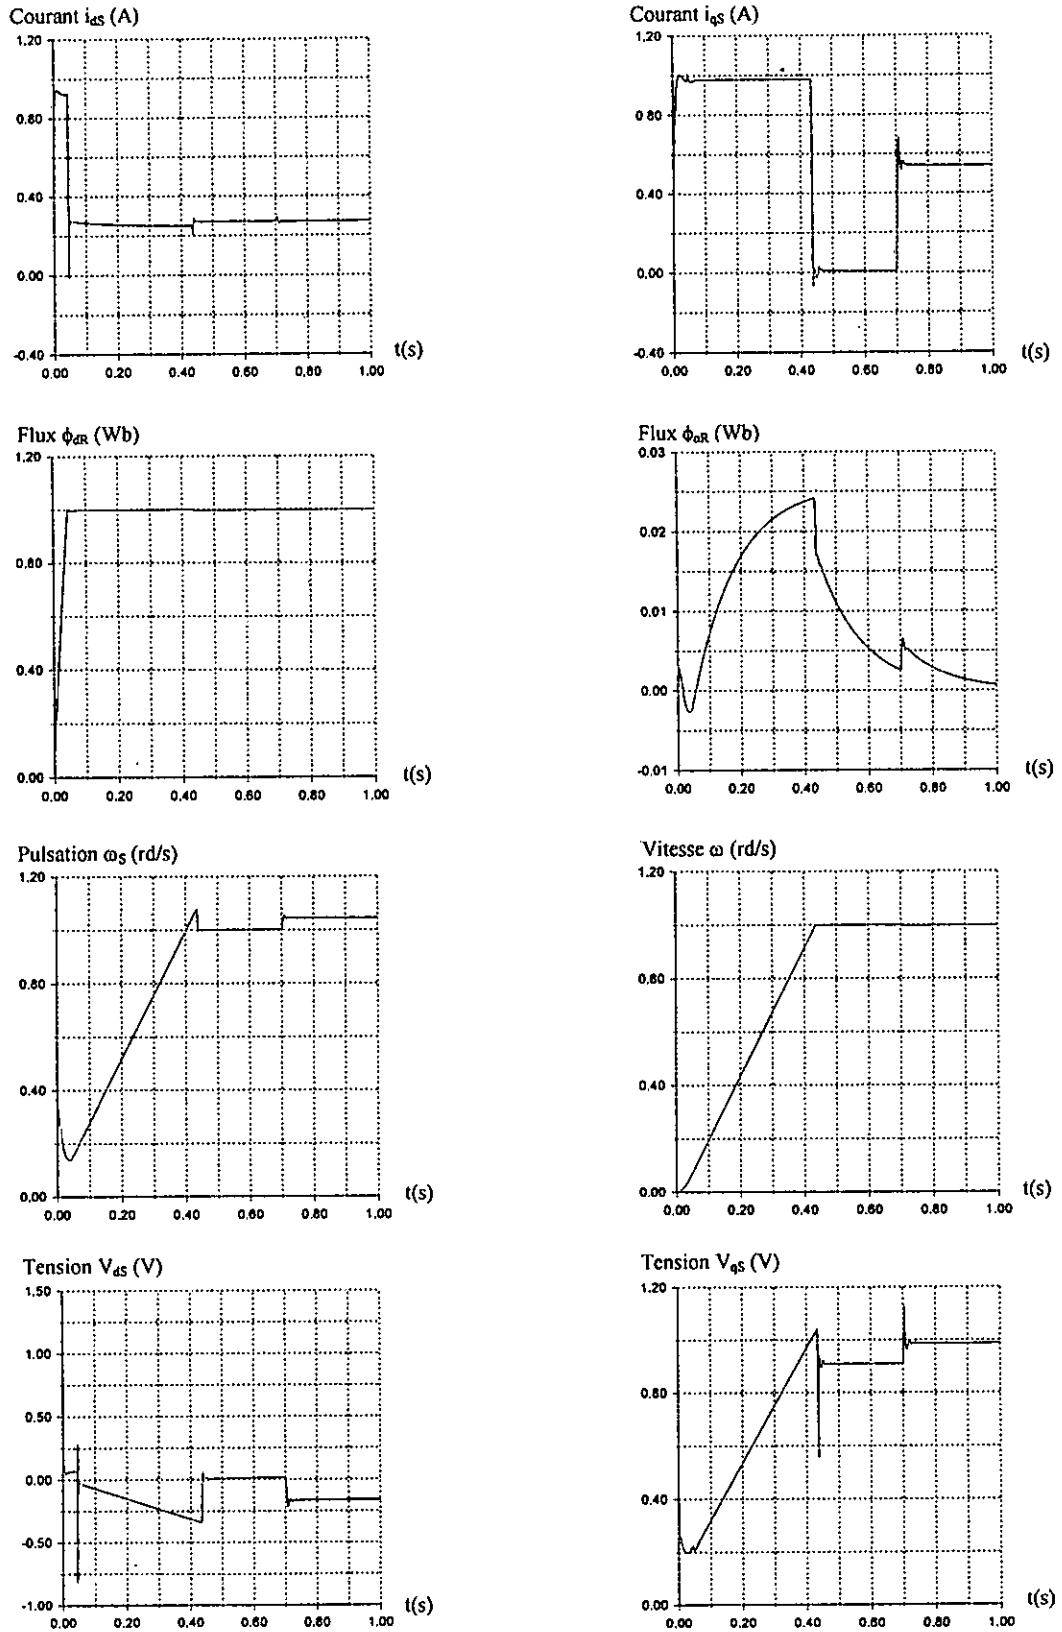 Courant i_dS (A)
1.20
0.80
0.40
0.00
-0.40
0.00 0.20 0.40 0.60 0.80 1.00
t(s)
Courant i_qS (A)
1.20
0.80
0.40
0.00
-0.40
0.00 0.20 0.40 0.60 0.80 1.00
t(s)
Flux ϕ_dR (Wb)
1.20
0.80
0.40
0.00
0.00 0.20 0.40 0.60 0.80 1.00
t(s)
Flux ϕ_qR (Wb)
0.03
0.02
0.01
0.00
-0.01
0.00 0.20 0.40 0.60 0.80 1.00
t(s)
Pulsation ω_S (rd/s)
1.20
0.80
0.40
0.00
0.00 0.20 0.40 0.60 0.80 1.00
t(s)
Vitesse ω (rd/s)
1.20
0.80
0.40
0.00
0.00 0.20 0.40 0.60 0.80 1.00
t(s)
Tension V_dS (V)
1.50
1.00
0.50
0.00
-0.50
-1.00
0.00 0.20 0.40 0.60 0.80 1.00
t(s)
Tension V_qS (V)
1.20
0.80
0.40
0.00
0.00 0.20 0.40 0.60 0.80 1.00
t(s)